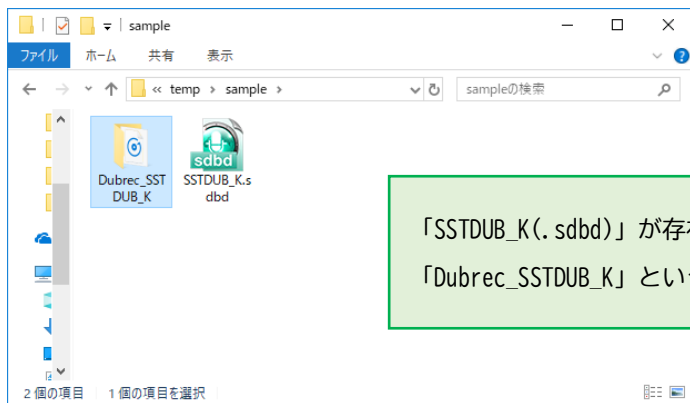 sample
ファイル ホーム 共有 表示
« temp › sample ›
sampleの検索
sdbd
Dubrec_SST
DUB_K
SSTDUB_K.s
dbd
「SSTDUB_K(.sdbd)」が存
「Dubrec_SSTDUB_K」とい
2 個の項目 1 個の項目を選択